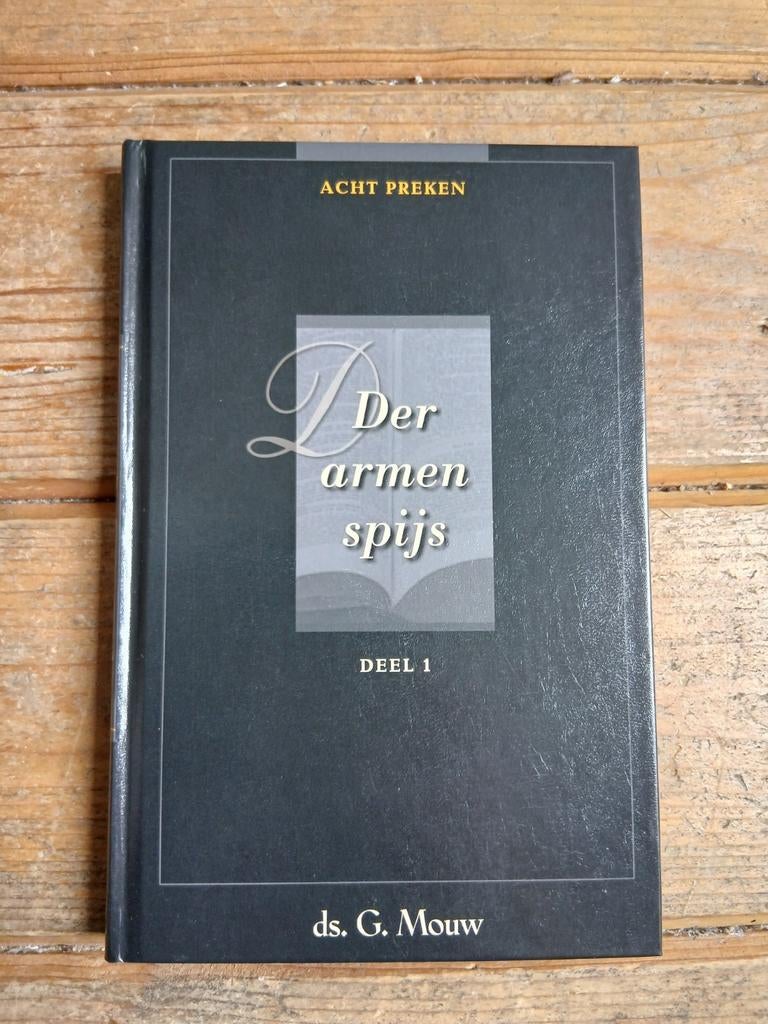 ACHT PREKEN
D
Der
armen
spijs
DEEL 1
ds. G. Mouw